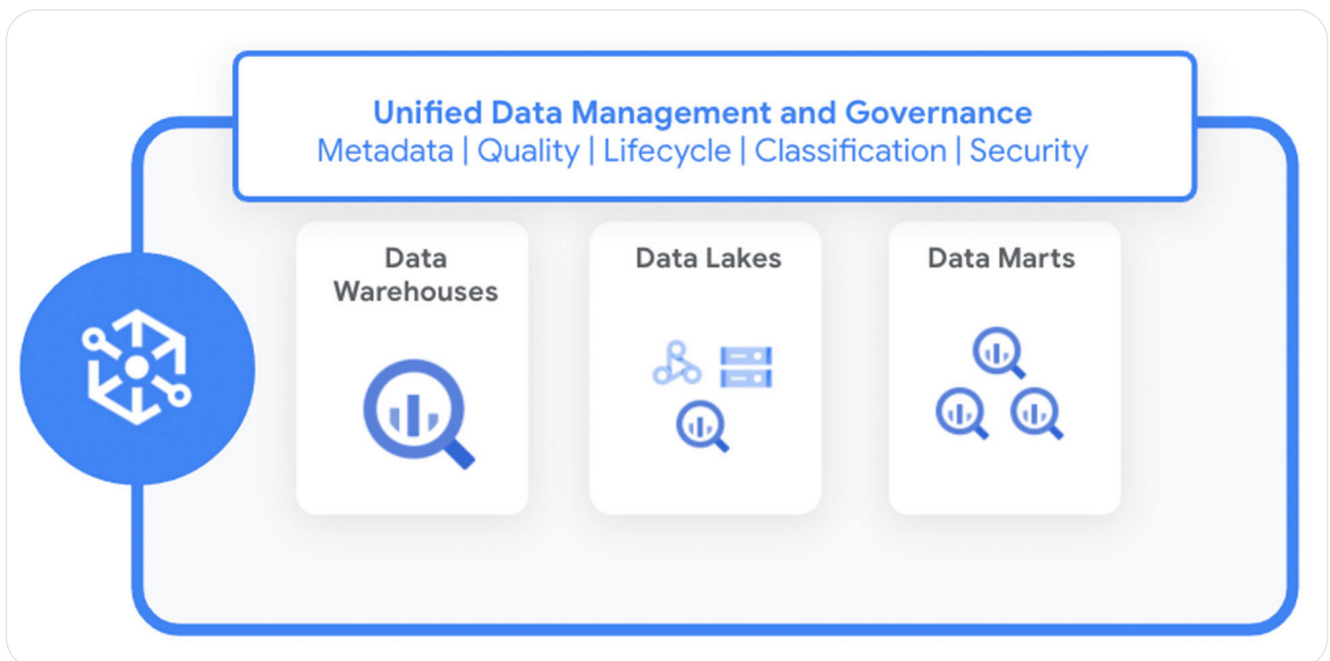 Unified Data Management and Governance
Metadata | Quality | Lifecycle | Classification | Security
Data
Warehouses
Data Lakes
Data Marts